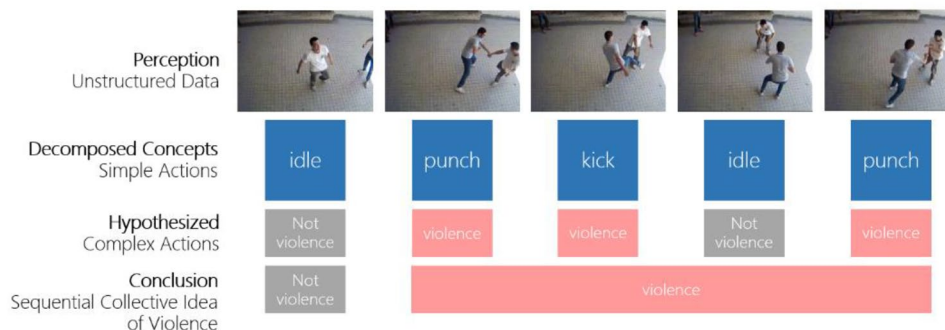 Perception
Unstructured Data
Decomposed Concepts
Simple Actions
idle
punch
kick
idle
punch
Hypothesized
Complex Actions
Not
violence
violence
violence
Not
violence
violence
Conclusion
Sequential Collective Idea
of Violence
Not
violence
violence